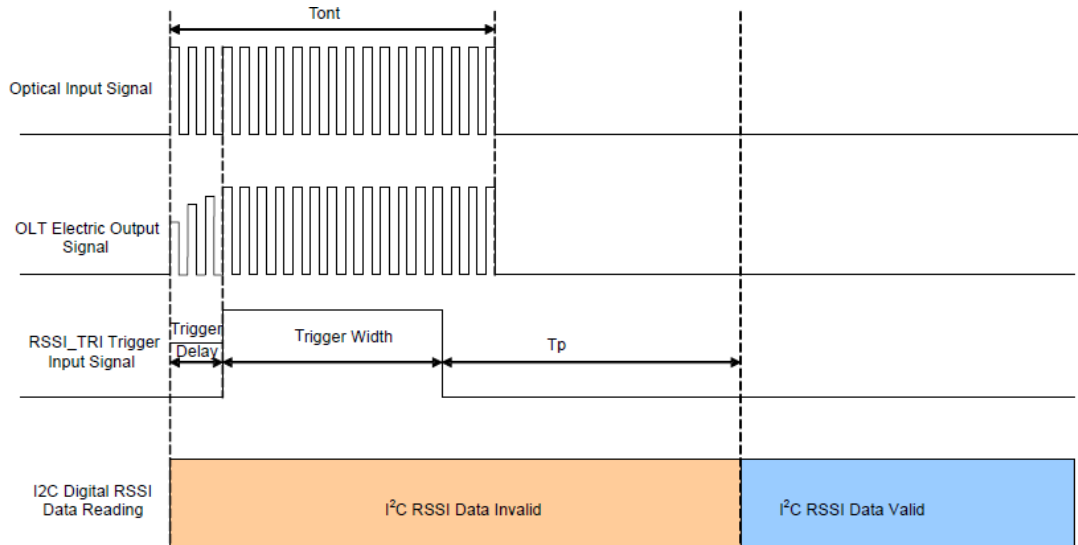 Tont
Optical Input Signal
OLT Electric Output
Signal
RSSI_TRI Trigger
Input Signal
Trigger
Delay
Trigger Width
Tp
I2C Digital RSSI
Data Reading
I²C RSSI Data Invalid
I²C RSSI Data Valid